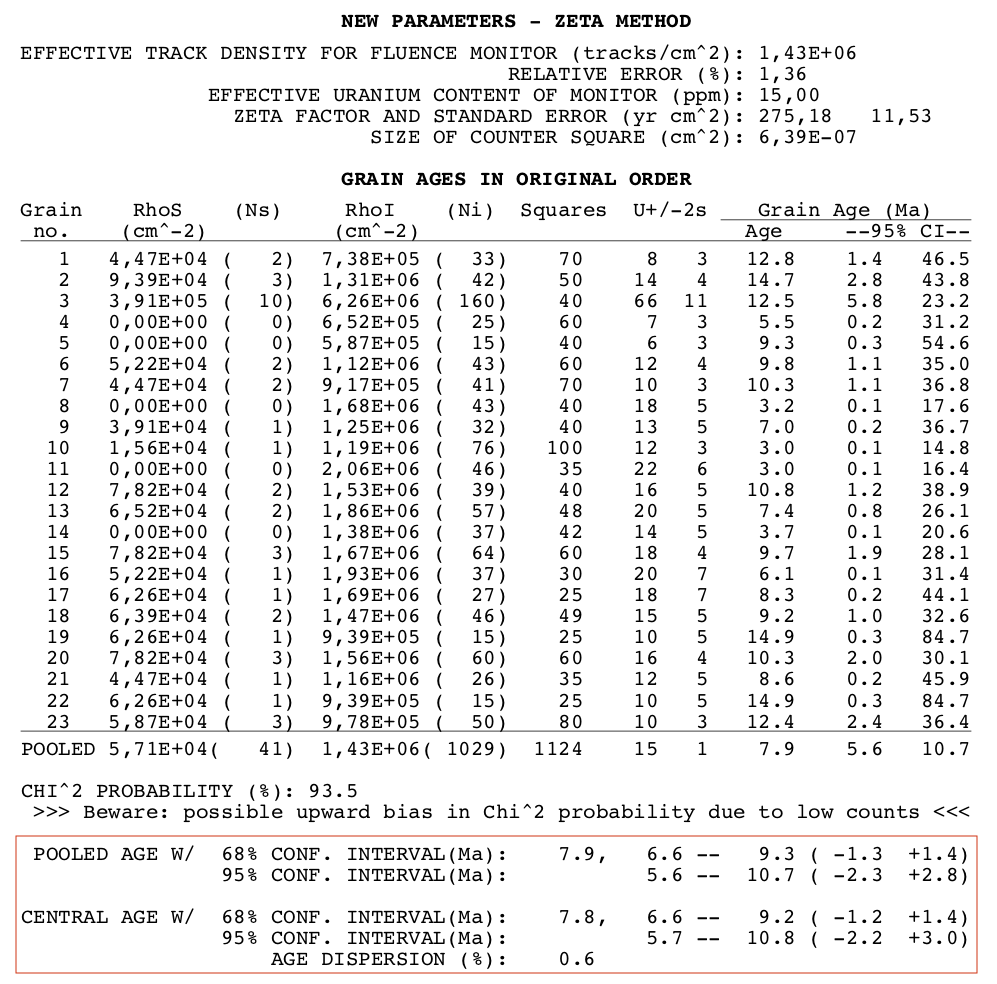 NEW PARAMETERS – ZETA METHOD
EFFECTIVE TRACK DENSITY FOR FLUENCE MONITOR (tracks/cm^2): 1,43E+06
RELATIVE ERROR (%): 1,36
EFFECTIVE URANIUM CONTENT OF MONITOR (ppm): 15,00
ZETA FACTOR AND STANDARD ERROR (yr cm^2): 275,18 11,53
SIZE OF COUNTER SQUARE (cm^2): 6,39E-07
GRAIN AGES IN ORIGINAL ORDER
Grain RhoS (Ns) RhoI (Ni) Squares U+/-2s Grain Age (Ma)
no. (cm^-2) (cm^-2) Age --95% CI--
1 4,47E+04 ( 2) 7,38E+05 ( 33) 70 8 3 12.8 1.4 46.5
2 9,39E+04 ( 3) 1,31E+06 ( 42) 50 14 4 14.7 2.8 43.8
3 3,91E+05 ( 10) 6,26E+06 ( 160) 40 66 11 12.5 5.8 23.2
4 0,00E+00 ( 0) 6,52E+05 ( 25) 60 7 3 5.5 0.2 31.2
5 0,00E+00 ( 0) 5,87E+05 ( 15) 40 6 3 9.3 0.3 54.6
6 5,22E+04 ( 2) 1,12E+06 ( 43) 60 12 4 9.8 1.1 35.0
7 4,47E+04 ( 2) 9,17E+05 ( 41) 70 10 3 10.3 1.1 36.8
8 0,00E+00 ( 0) 1,68E+06 ( 43) 40 18 5 3.2 0.1 17.6
9 3,91E+04 ( 1) 1,25E+06 ( 32) 40 13 5 7.0 0.2 36.7
10 1,56E+04 ( 1) 1,19E+06 ( 76) 100 12 3 3.0 0.1 14.8
11 0,00E+00 ( 0) 2,06E+06 ( 46) 35 22 6 3.0 0.1 16.4
12 7,82E+04 ( 2) 1,53E+06 ( 39) 40 16 5 10.8 1.2 38.9
13 6,52E+04 ( 2) 1,86E+06 ( 57) 48 20 5 7.4 0.8 26.1
14 0,00E+00 ( 0) 1,38E+06 ( 37) 42 14 5 3.7 0.1 20.6
15 7,82E+04 ( 3) 1,67E+06 ( 64) 60 18 4 9.7 1.9 28.1
16 5,22E+04 ( 1) 1,93E+06 ( 37) 30 20 7 6.1 0.1 31.4
17 6,26E+04 ( 1) 1,69E+06 ( 27) 25 18 7 8.3 0.2 44.1
18 6,39E+04 ( 2) 1,47E+06 ( 46) 49 15 5 9.2 1.0 32.6
19 6,26E+04 ( 1) 9,39E+05 ( 15) 25 10 5 14.9 0.3 84.7
20 7,82E+04 ( 3) 1,56E+06 ( 60) 60 16 4 10.3 2.0 30.1
21 4,47E+04 ( 1) 1,16E+06 ( 26) 35 12 5 8.6 0.2 45.9
22 6,26E+04 ( 1) 9,39E+05 ( 15) 25 10 5 14.9 0.3 84.7
23 5,87E+04 ( 3) 9,78E+05 ( 50) 80 10 3 12.4 2.4 36.4
POOLED 5,71E+04( 41) 1,43E+06( 1029) 1124 15 1 7.9 5.6 10.7
CHI^2 PROBABILITY (%): 93.5
>>> Beware: possible upward bias in Chi^2 probability due to low counts <<<
POOLED AGE W/ 68% CONF. INTERVAL(Ma): 7.9, 6.6 -- 9.3 ( -1.3 +1.4)
95% CONF. INTERVAL(Ma): 5.6 -- 10.7 ( -2.3 +2.8)
CENTRAL AGE W/ 68% CONF. INTERVAL(Ma): 7.8, 6.6 -- 9.2 ( -1.2 +1.4)
95% CONF. INTERVAL(Ma): 5.7 -- 10.8 ( -2.2 +3.0)
AGE DISPERSION (%): 0.6